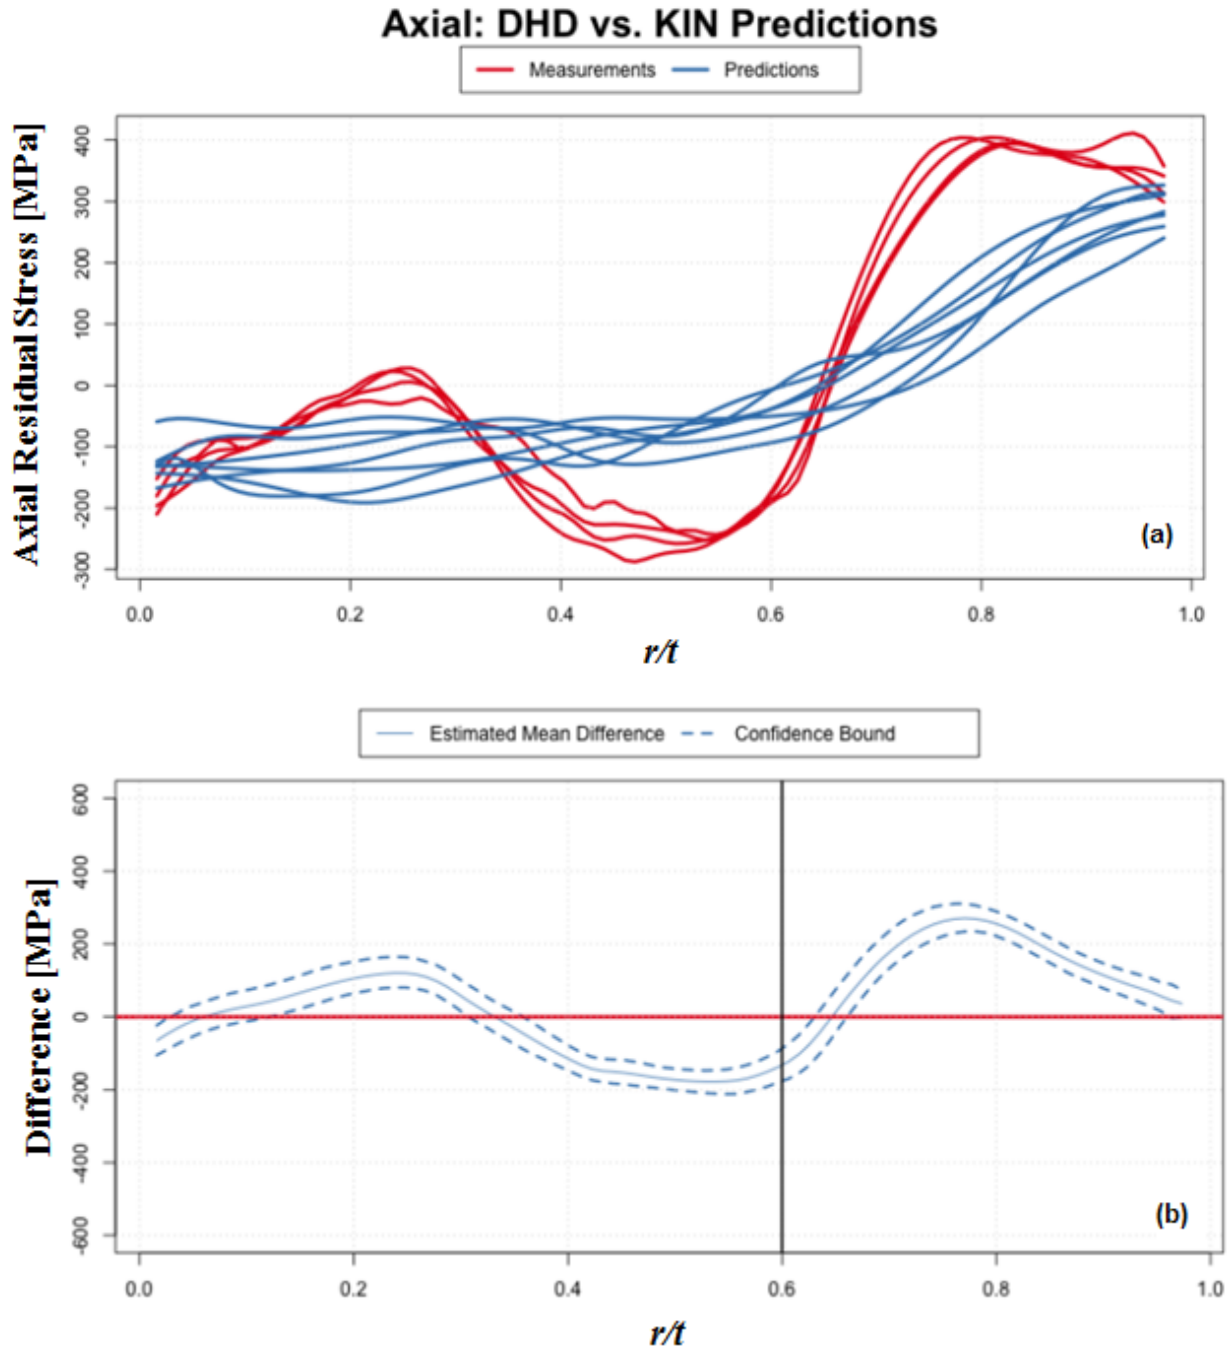 Axial: DHD vs. KIN Predictions
Measurements Predictions
Axial Residual Stress [MPa]
400
300
200
100
0
-100
-200
-300
(a)
0.0 0.2 0.4 0.6 0.8 1.0
r/t
Estimated Mean Difference Confidence Bound
Difference [MPa]
600
400
200
0
-200
-400
-600
(b)
0.0 0.2 0.4 0.6 0.8 1.0
r/t